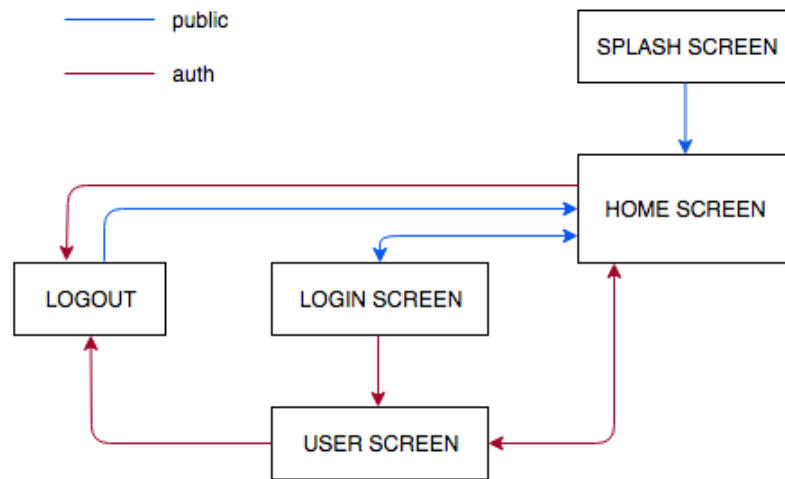 public
auth
SPLASH SCREEN
HOME SCREEN
LOGOUT
LOGIN SCREEN
USER SCREEN